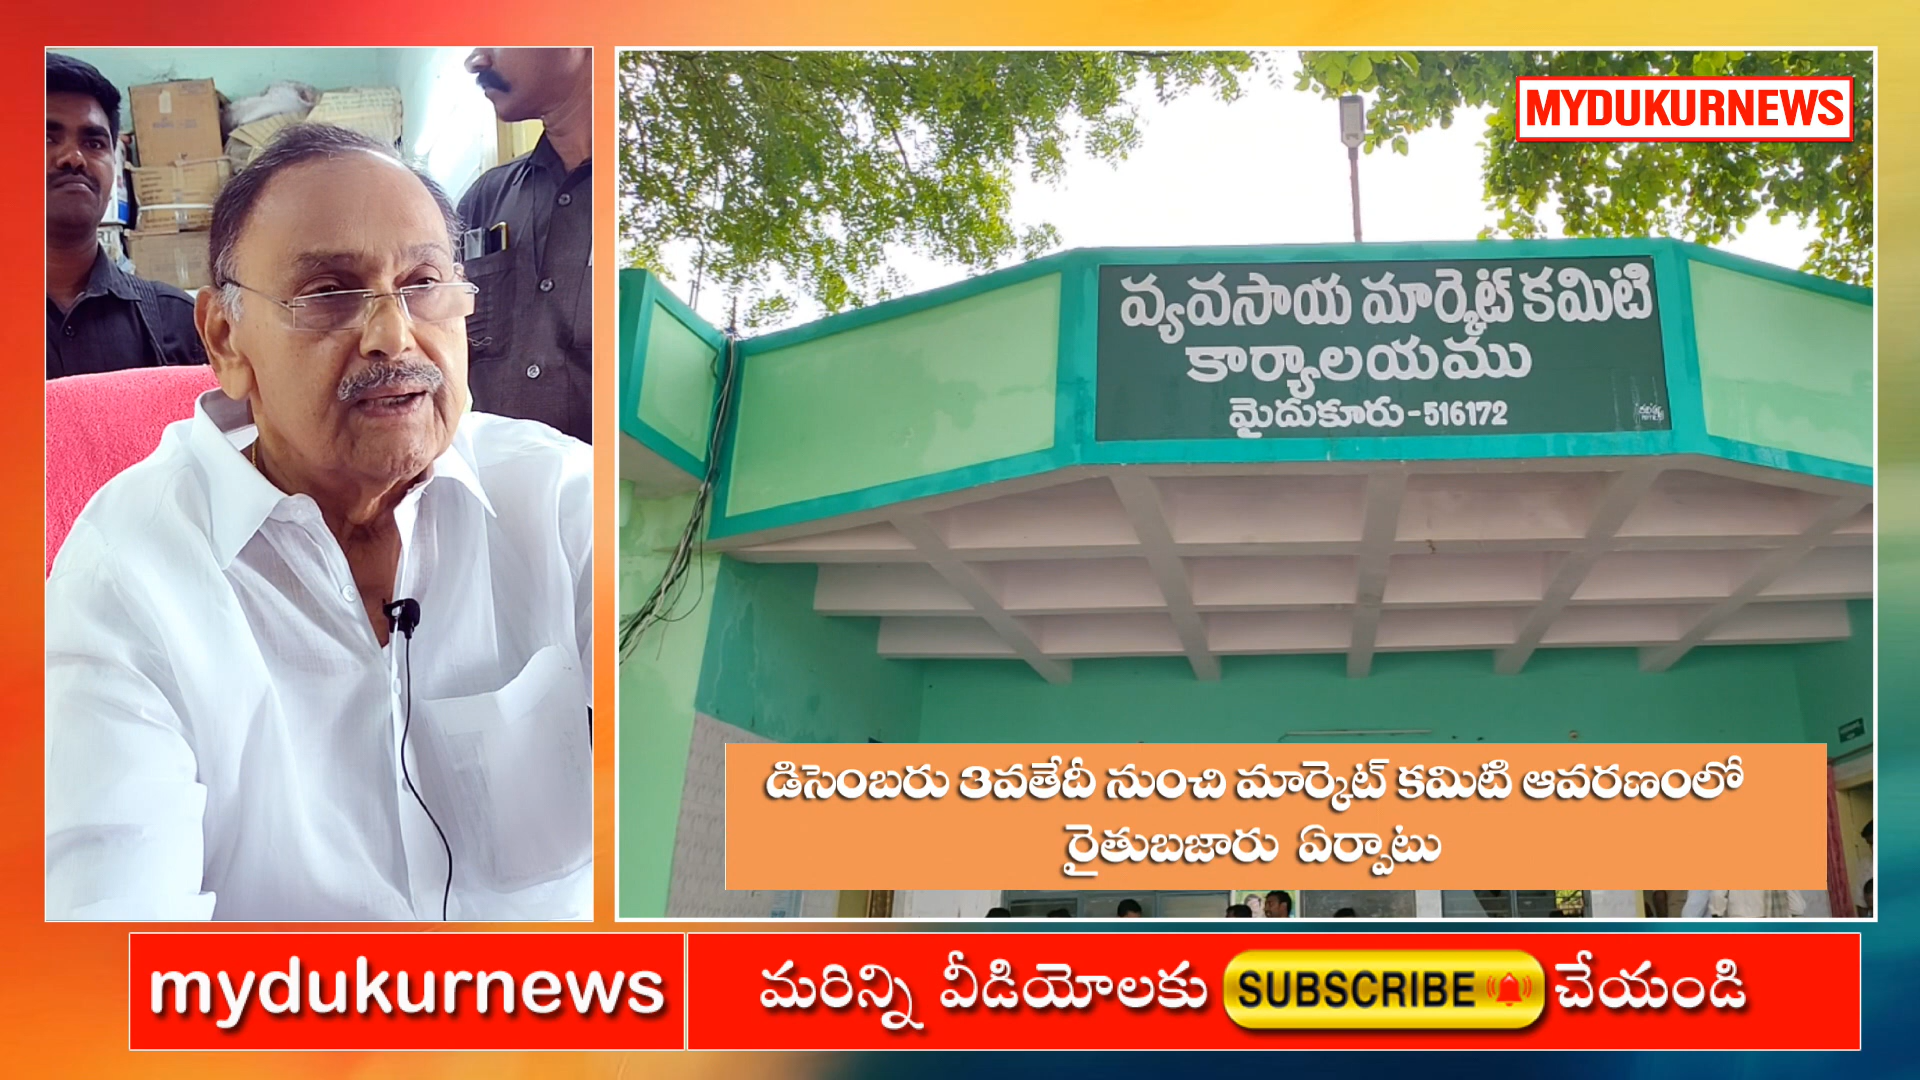 MYDUKURNEWS
వ్యవసాయ మార్కెట్ కమిటి
కార్యాలయము
మైదుకూరు-516172
డిసెంబరు 3వతేదీ నుంచి మార్కెట్ కమిటి ఆవరణంలో
రైతుబజారు ఏర్పాటు
mydukurnews
మరిన్ని వీడియోలకు SUBSCRIBE చేయండి